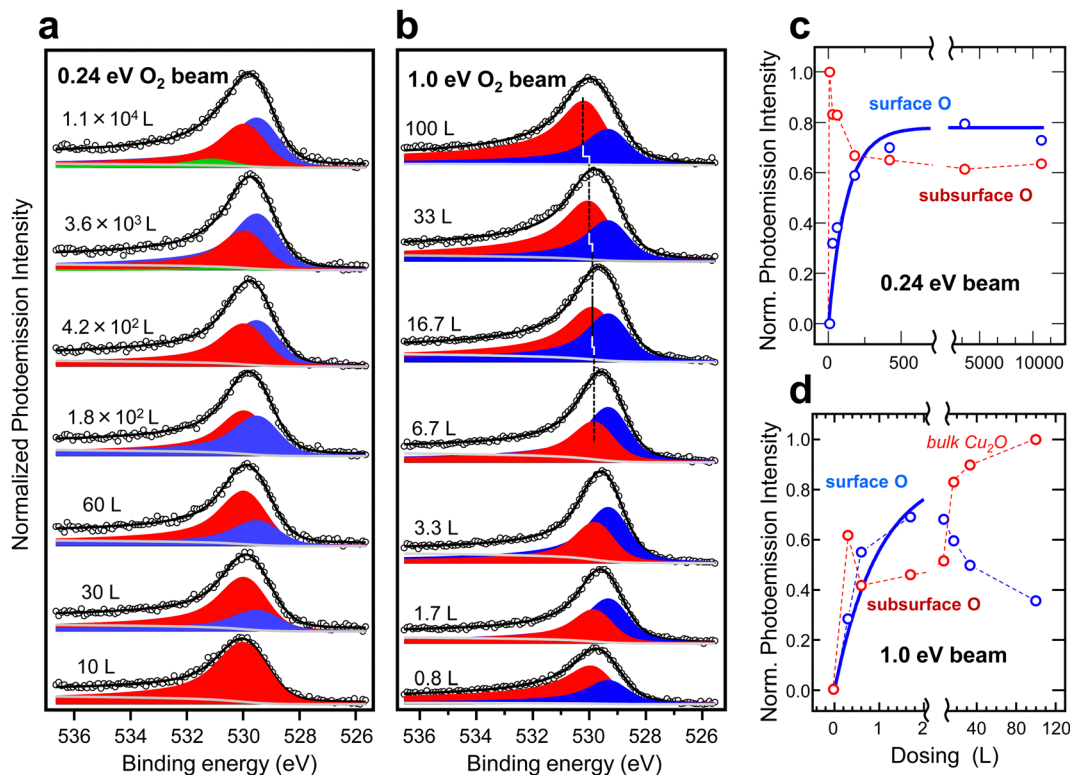 a
0.24 eV O₂ beam
1.1 × 10⁴ L
3.6 × 10³ L
4.2 × 10² L
1.8 × 10² L
60 L
30 L
10 L
Normalized Photoemission Intensity
536 534 532 530 528 526
Binding energy (eV)
b
1.0 eV O₂ beam
100 L
33 L
16.7 L
6.7 L
3.3 L
1.7 L
0.8 L
536 534 532 530 528 526
Binding energy (eV)
c
Norm. Photoemission Intensity
1.0
0.8
0.6
0.4
0.2
0.0
surface O
subsurface O
0.24 eV beam
0 500 5000 10000
d
Norm. Photoemission Intensity
1.0
0.8
0.6
0.4
0.2
0.0
bulk Cu₂O
surface O
subsurface O
1.0 eV beam
0 1 2 40 80 120
Dosing (L)